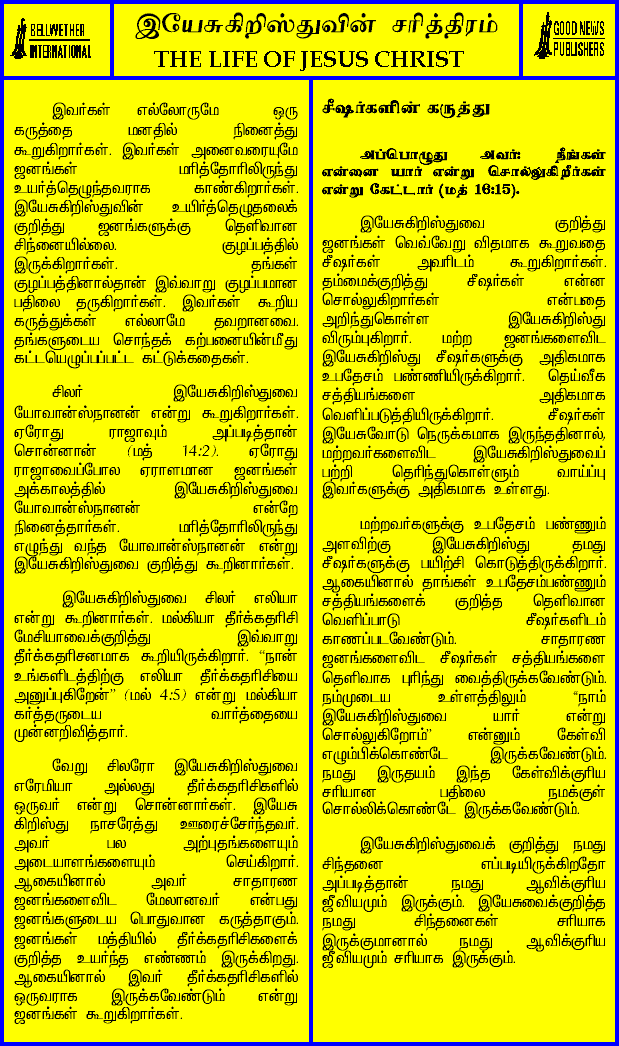 BELLWETHER
INTERNATIONAL
இயேசுகிறிஸ்துவின் சரித்திரம்
THE LIFE OF JESUS CHRIST
GOOD NEWS
PUBLISHERS
இவர்கள் எல்லோருமே ஒரு
கருத்தை மனதில் நினைத்து
கூறுகிறார்கள். இவர்கள் அனைவரையுமே
ஜனங்கள் மரித்தோரிலிருந்து
உயர்த்தெழுந்தவராக காண்கிறார்கள்.
இயேசுகிறிஸ்துவின் உயிர்த்தெழுதலைக்
குறித்து ஜனங்களுக்கு தெளிவான
சிந்னையில்லை. குழப்பத்தில்
இருக்கிறார்கள். தங்கள்
குழப்பத்தினால்தான் இவ்வாறு குழப்பமான
பதிலை தருகிறார்கள். இவர்கள் கூறிய
கருத்துக்கள் எல்லாமே தவறானவை.
தங்களுடைய சொந்தக் கற்பனையின்மீது
கட்டயெழுப்பப்பட்ட கட்டுக்கதைகள்.
சிலர் இயேசுகிறிஸ்துவை
யோவான்ஸ்நானன் என்று கூறுகிறார்கள்.
ஏரோது ராஜாவும் அப்படித்தான்
சொன்னான் (மத் 14:2). ஏரோது
ராஜாவைப்போல ஏராளமான ஜனங்கள்
அக்காலத்தில் இயேசுகிறிஸ்துவை
யோவான்ஸ்நானன் என்றே
நினைத்தார்கள். மரித்தோரிலிருந்து
எழுந்து வந்த யோவான்ஸ்நானன் என்று
இயேசுகிறிஸ்துவை குறித்து கூறினார்கள்.
இயேசுகிறிஸ்துவை சிலர் எலியா
என்று கூறினார்கள். மல்கியா தீர்க்கதரிசி
மேசியாவைக்குறித்து இவ்வாறு
தீர்க்கதரிசனமாக கூறியிருக்கிறார். “நான்
உங்களிடத்திற்கு எலியா தீர்க்கதரிசியை
அனுப்புகிறேன்” (மல் 4:5) என்று மல்கியா
கர்த்தருடைய வார்த்தையை
முன்னறிவித்தார்.
வேறு சிலரோ இயேசுகிறிஸ்துவை
எரேமியா அல்லது தீர்க்கதரிசிகளில்
ஒருவர் என்று சொன்னார்கள். இயேசு
கிறிஸ்து நாசரேத்து ஊரைச்சேர்ந்தவர்.
அவர் பல அற்புதங்களையும்
அடையாளங்களையும் செய்கிறார்.
ஆகையினால் அவர் சாதாரண
ஜனங்களைவிட மேலானவர் என்பது
ஜனங்களுடைய பொதுவான கருத்தாகும்.
ஜனங்கள் மத்தியில் தீர்க்கதரிசிகளைக்
குறித்த உயர்ந்த எண்ணம் இருக்கிறது.
ஆகையினால் இவர் தீர்க்கதரிசிகளில்
ஒருவராக இருக்கவேண்டும் என்று
ஜனங்கள் கூறுகிறார்கள்.
சீஷர்களின் கருத்து
அப்பொழுது அவர்: நீங்கள்
என்னை யார் என்று சொல்லுகிறீர்கள்
என்று கேட்டார் (மத் 16:15).
இயேசுகிறிஸ்துவை குறித்து
ஜனங்கள் வெவ்வேறு விதமாக கூறுவதை
சீஷர்கள் அவரிடம் கூறுகிறார்கள்.
தம்மைக்குறித்து சீஷர்கள் என்ன
சொல்லுகிறார்கள் என்பதை
அறிந்துகொள்ள இயேசுகிறிஸ்து
விரும்புகிறார். மற்ற ஜனங்களைவிட
இயேசுகிறிஸ்து சீஷர்களுக்கு அதிகமாக
உபதேசம் பண்ணியிருக்கிறார். தெய்வீக
சத்தியங்களை அதிகமாக
வெளிப்படுத்தியிருக்கிறார். சீஷர்கள்
இயேசுவோடு நெருக்கமாக இருந்ததினால்,
மற்றவர்களைவிட இயேசுகிறிஸ்துவைப்
பற்றி தெரிந்துகொள்ளும் வாய்ப்பு
இவர்களுக்கு அதிகமாக உள்ளது.
மற்றவர்களுக்கு உபதேசம் பண்ணும்
அளவிற்கு இயேசுகிறிஸ்து தமது
சீஷர்களுக்கு பயிற்சி கொடுத்திருக்கிறார்.
ஆகையினால் தாங்கள் உபதேசம்பண்ணும்
சத்தியங்களைக் குறித்த தெளிவான
வெளிப்பாடு சீஷர்களிடம்
காணப்படவேண்டும். சாதாரண
ஜனங்களைவிட சீஷர்கள் சத்தியங்களை
தெளிவாக புரிந்து வைத்திருக்கவேண்டும்.
நம்முடைய உள்ளத்திலும் “நாம்
இயேசுகிறிஸ்துவை யார் என்று
சொல்லுகிறோம்” என்னும் கேள்வி
எழும்பிக்கொண்டே இருக்கவேண்டும்.
நமது இருதயம் இந்த கேள்விக்குரிய
சரியான பதிலை நமக்குள்
சொல்லிக்கொண்டே இருக்கவேண்டும்.
இயேசுகிறிஸ்துவைக் குறித்து நமது
சிந்தனை எப்படியிருக்கிறதோ
அப்படித்தான் நமது ஆவிக்குரிய
ஜீவியமும் இருக்கும். இயேசுவைக்குறித்த
நமது சிந்தனைகள் சரியாக
இருக்குமானால் நமது ஆவிக்குரிய
ஜீவியமும் சரியாக இருக்கும்.